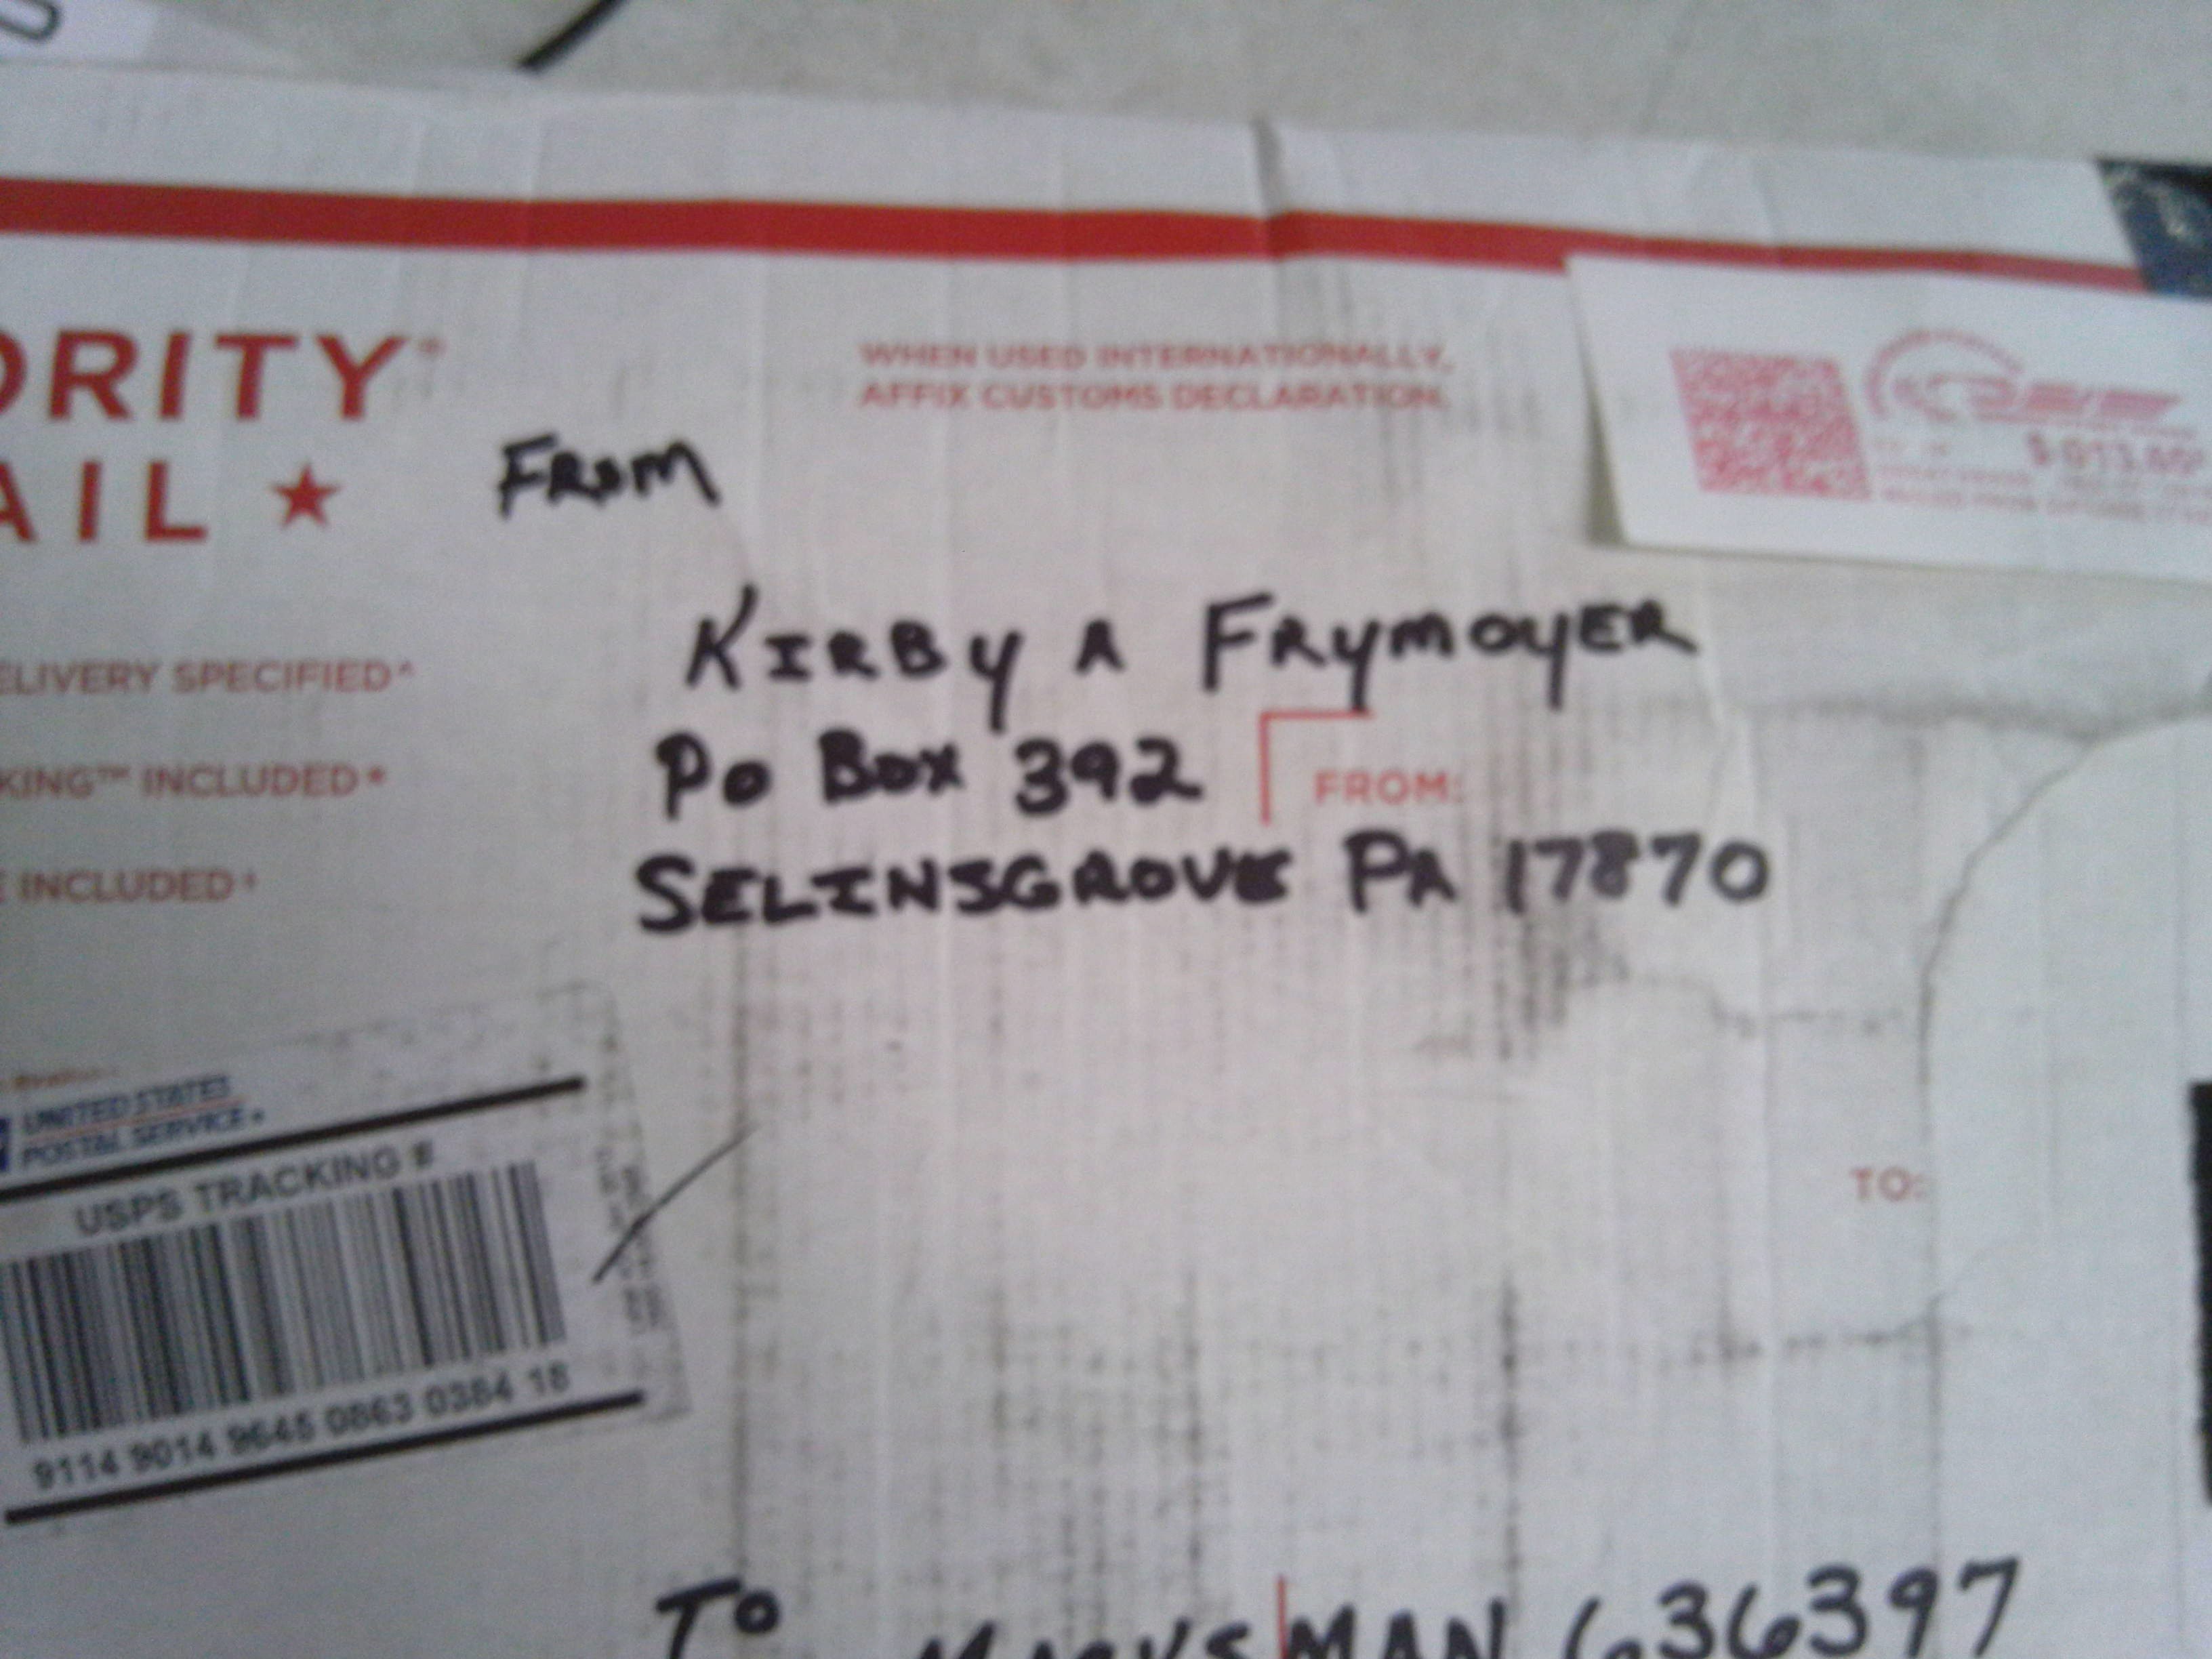 ORITY
AIL ★
WHEN USED INTERNATIONALLY,
AFFIX CUSTOMS DECLARATION.
FROM
KIRBY A FRYMOYER
PO BOX 392
SELINSGROVE PA 17870
FROM:
ELIVERY SPECIFIED^
KING™ INCLUDED*
E INCLUDED
UNITED STATES
POSTAL SERVICE
USPS TRACKING #
9114 9014 9645 0863 0384 18
TO:
TO MARKSMAN 636397